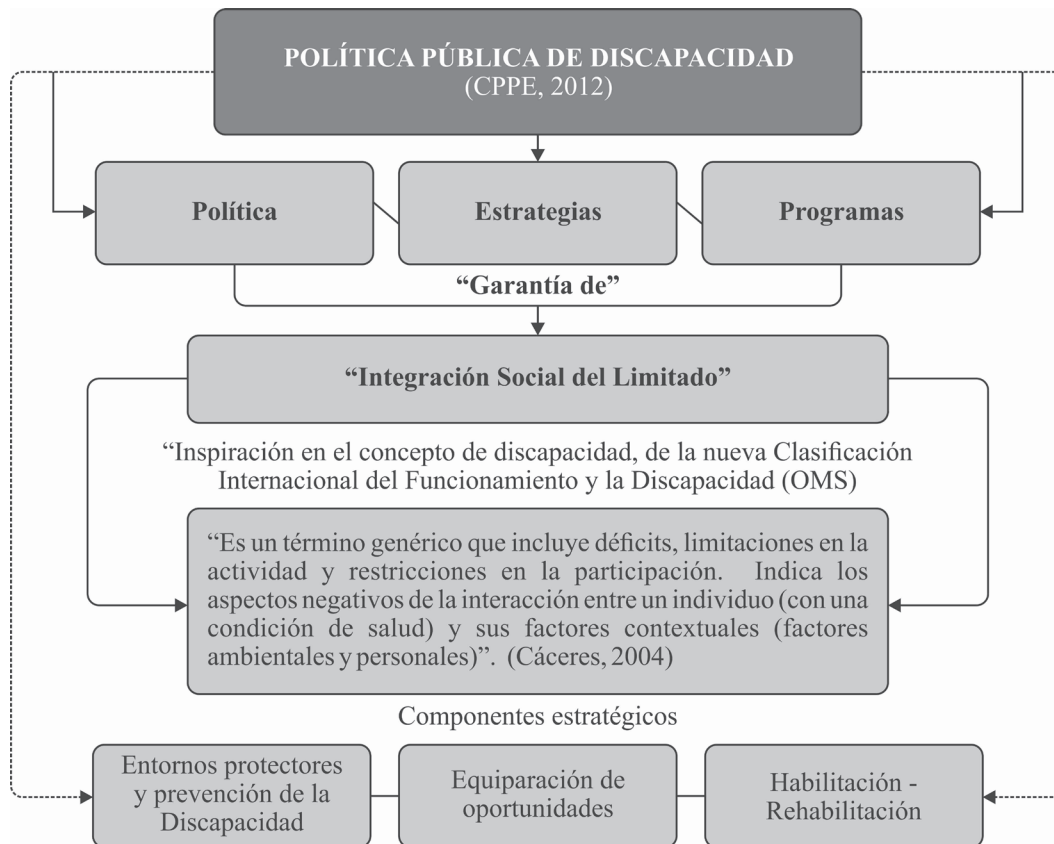 POLÍTICA PÚBLICA DE DISCAPACIDAD
(CPPE, 2012)
Política
Estrategias
Programas
“Garantía de”
“Integración Social del Limitado”
“Inspiración en el concepto de discapacidad, de la nueva Clasificación
Internacional del Funcionamiento y la Discapacidad (OMS)
“Es un término genérico que incluye déficits, limitaciones en la
actividad y restricciones en la participación. Indica los
aspectos negativos de la interacción entre un individuo (con una
condición de salud) y sus factores contextuales (factores
ambientales y personales)”. (Cáceres, 2004)
Componentes estratégicos
Entornos protectores
y prevención de la
Discapacidad
Equiparación de
oportunidades
Habilitación -
Rehabilitación